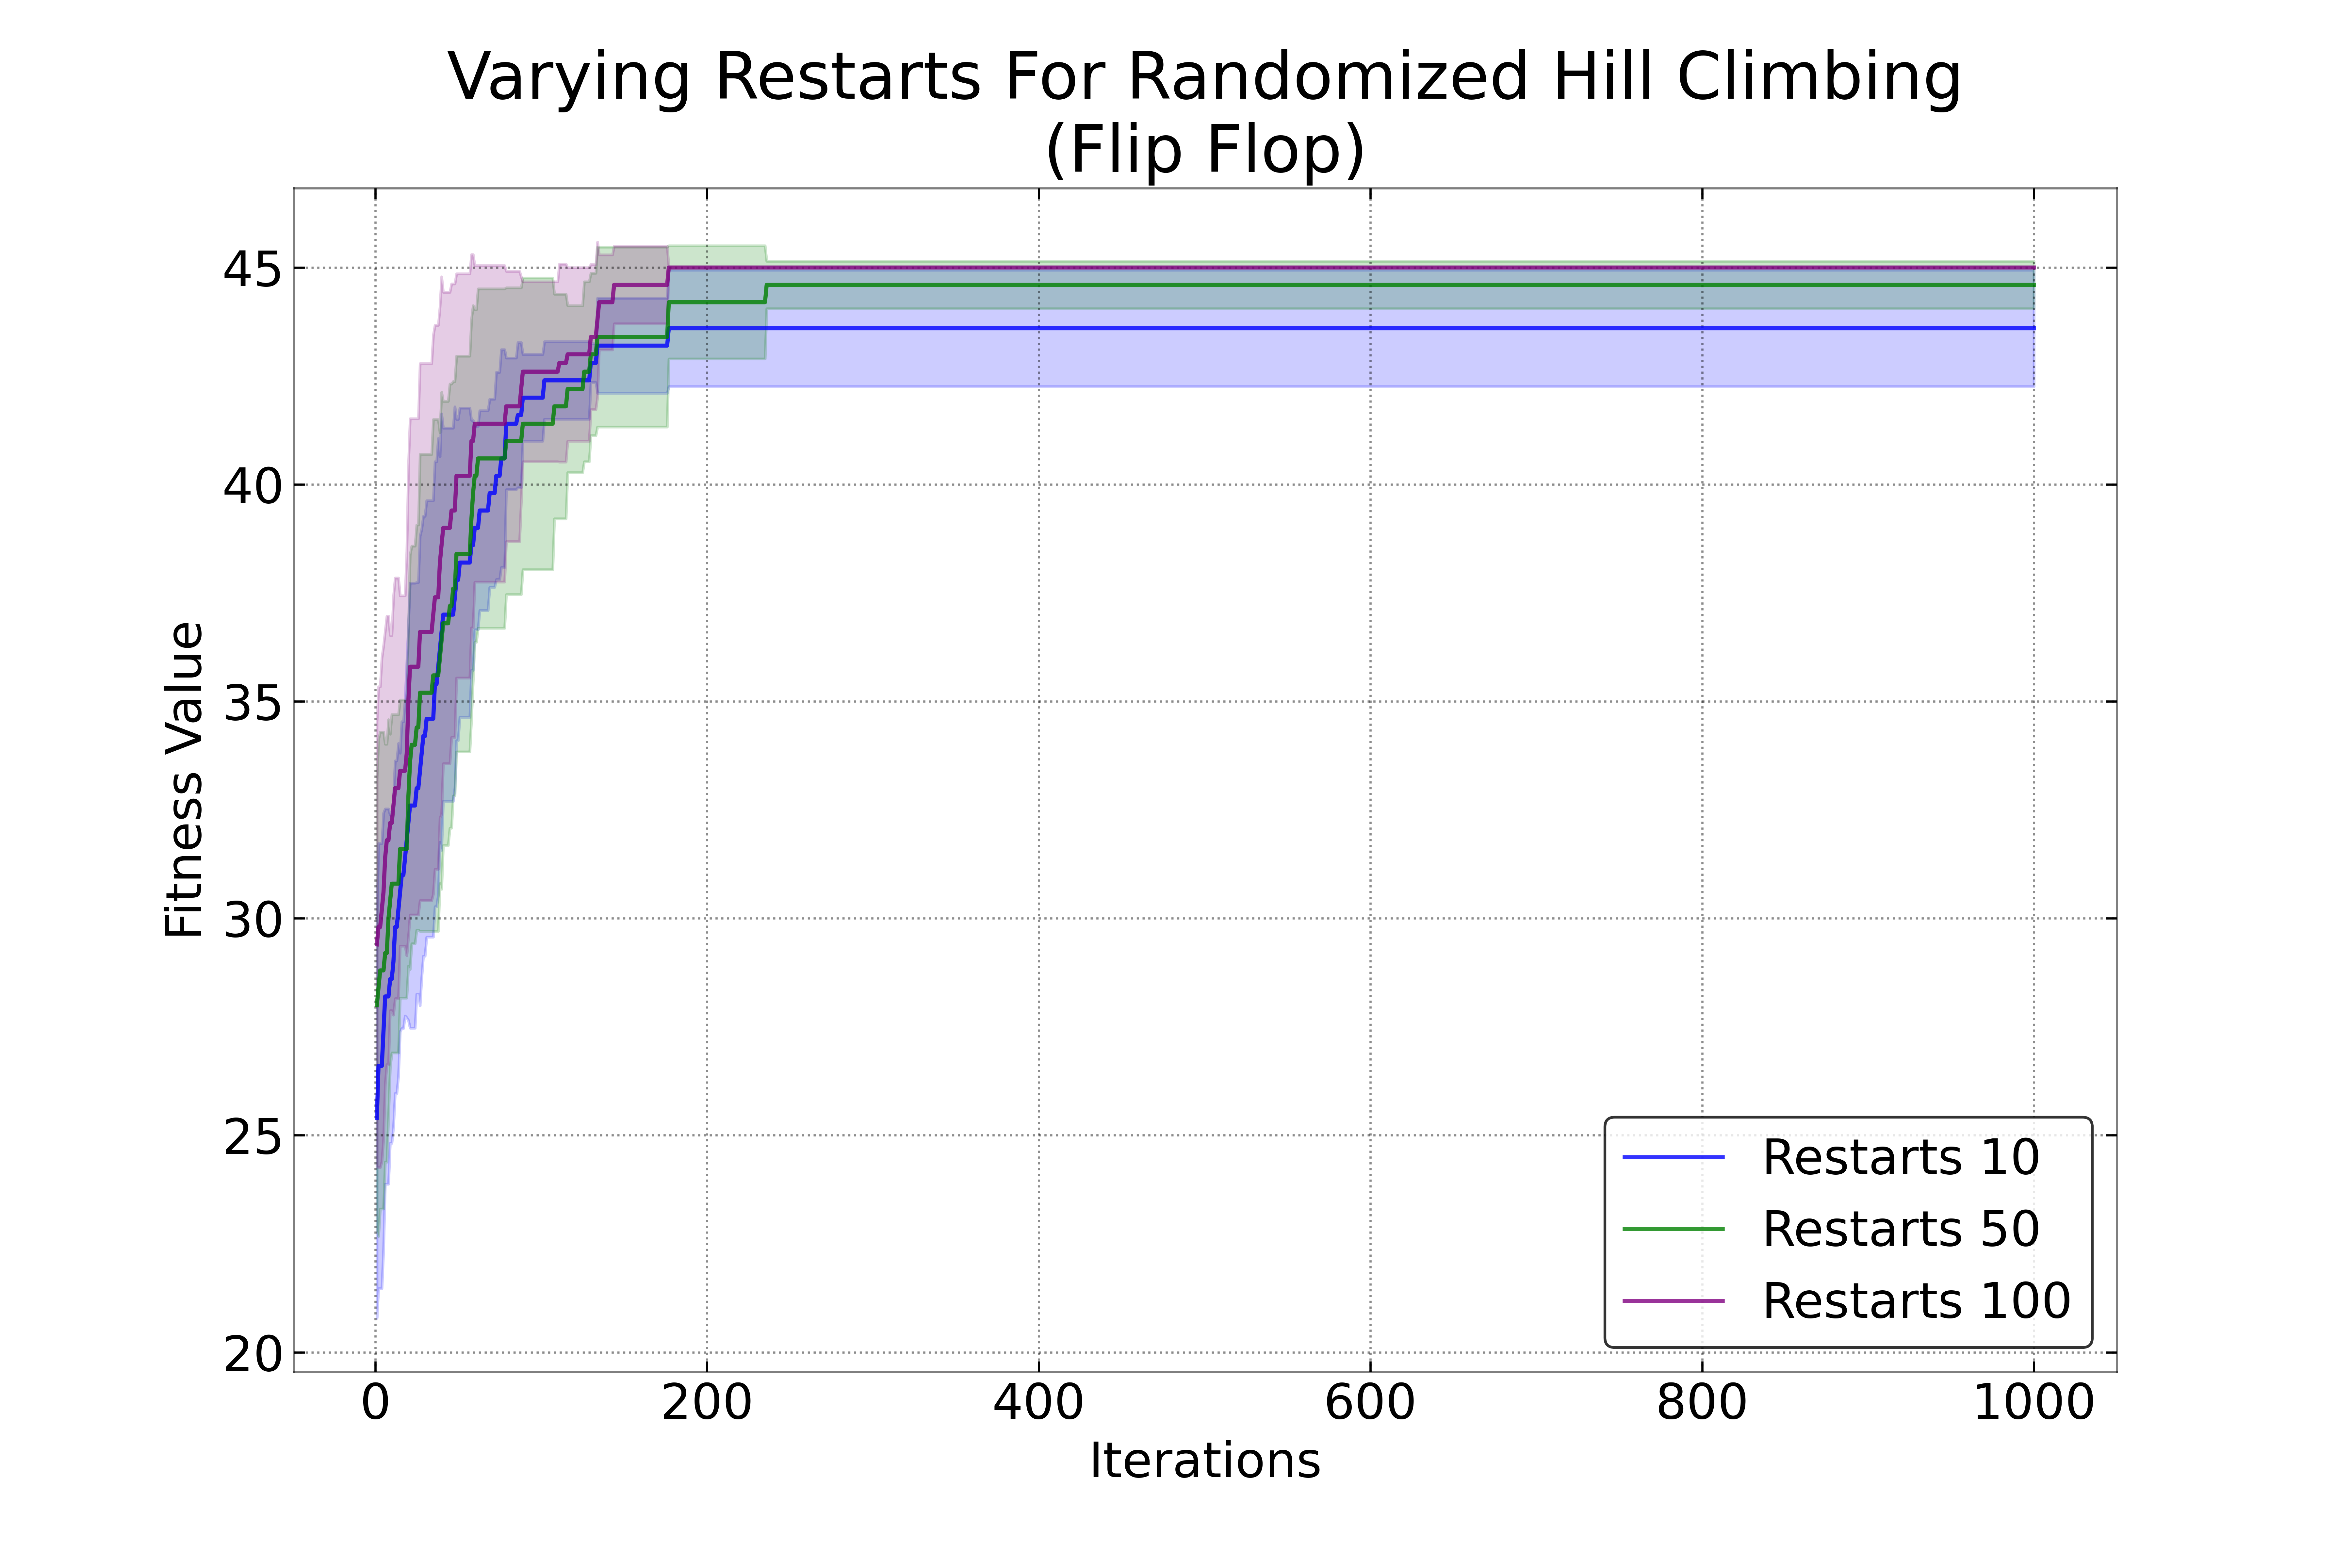 Varying Restarts For Randomized Hill Climbing
(Flip Flop)
45
40
35
30
25
20
Fitness Value
0 200 400 600 800 1000
Iterations
Restarts 10
Restarts 50
Restarts 100